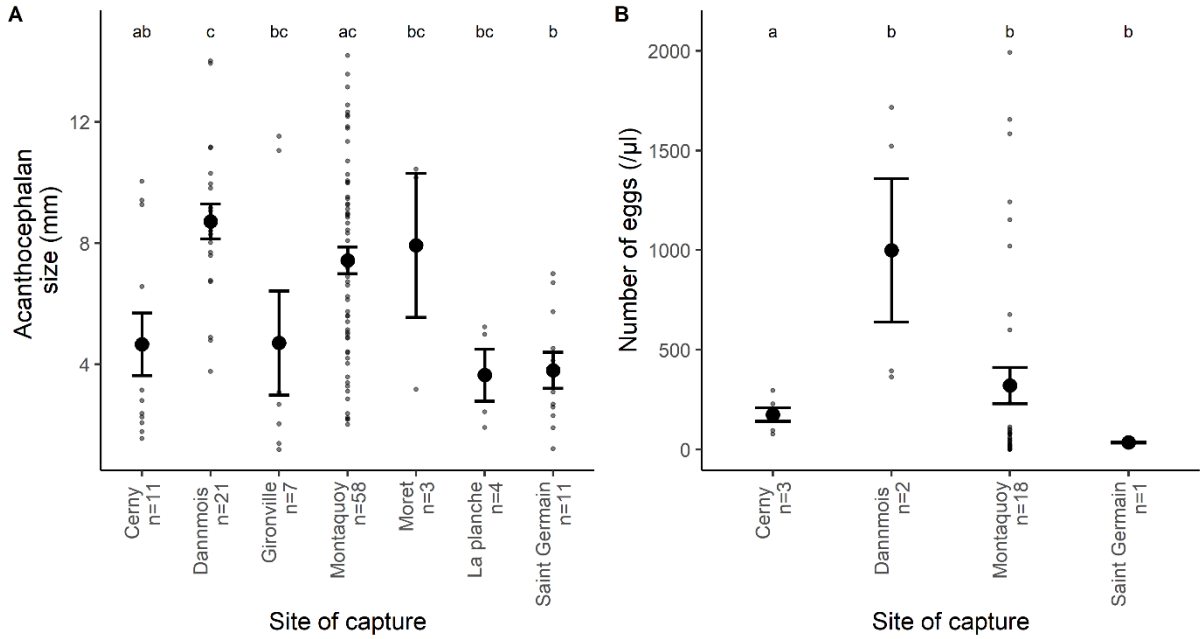 A
ab c bc ac bc bc b
12
8
4
Acanthocephalan
size (mm)
Cerny
n=11
Dannmois
n=21
Gironville
n=7
Montaquoy
n=58
Moret
n=3
La planche
n=4
Saint Germain
n=11
Site of capture
B
a b b b
2000
1500
1000
500
0
Number of eggs (/µl)
Cerny
n=3
Dannmois
n=2
Montaquoy
n=18
Saint Germain
n=1
Site of capture